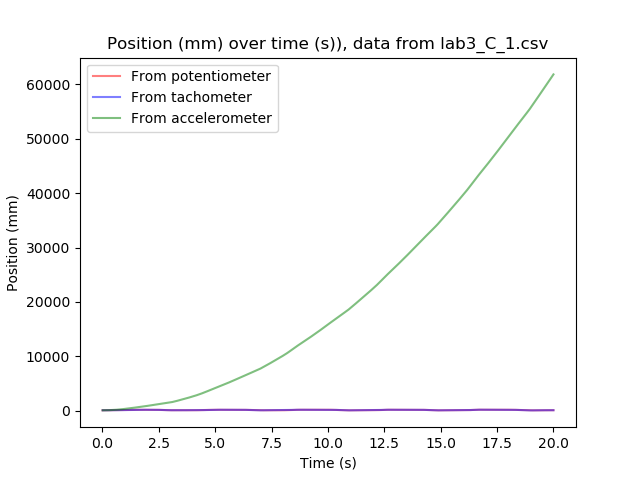 Position (mm) over time (s)), data from lab3_C_1.csv
From potentiometer
From tachometer
From accelerometer
60000
50000
40000
30000
20000
10000
0
Position (mm)
0.0 2.5 5.0 7.5 10.0 12.5 15.0 17.5 20.0
Time (s)